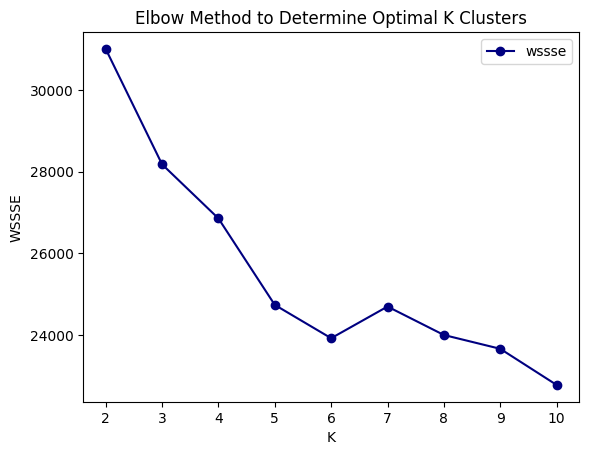 Elbow Method to Determine Optimal K Clusters
wssse
30000
28000
26000
24000
WSSSE
2 3 4 5 6 7 8 9 10
K